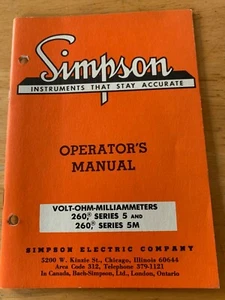 Simpson
INSTRUMENTS THAT STAY ACCURATE
OPERATOR'S
MANUAL
VOLT-OHM-MILLIAMMETERS
260,® SERIES 5 AND
260,® SERIES 5M
SIMPSON ELECTRIC COMPANY
5200 W. Kinzie St., Chicago, Illinois 60644
Area Code 312, Telephone 379-1121
In Canada, Bach-Simpson, Ltd., London, Ontario